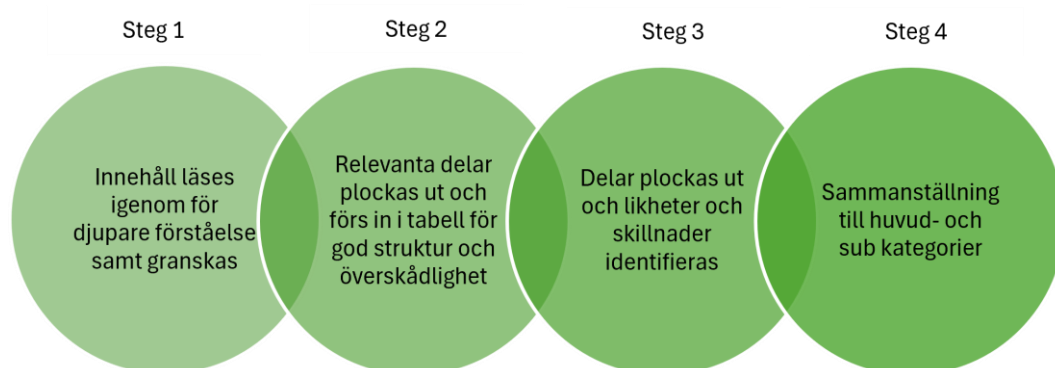 Steg 1
Steg 2
Steg 3
Steg 4
Innehåll läses
igenom för
djupare förståelse
samt granskas
Relevanta delar
plockas ut och
förs in i tabell för
god struktur och
överskådlighet
Delar plockas ut
och likheter och
skillnader
identifieras
Sammanställning
till huvud- och
sub kategorier